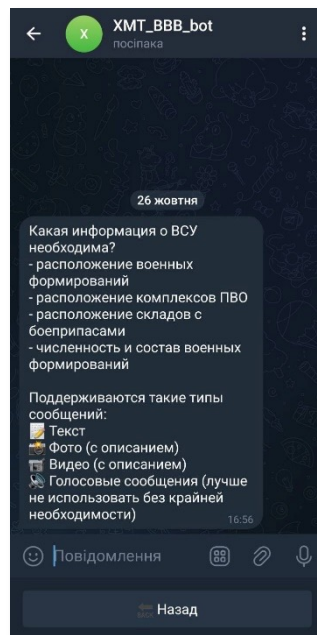 XMT_BBB_bot
посіпака
26 жовтня
Какая информация о ВСУ
необходима?
- расположение военных
формирований
- расположение комплексов ПВО
- расположение складов с
боеприпасами
- численность и состав военных
формирований
Поддерживаются такие типы
сообщений:
📝 Текст
📸 Фото (с описанием)
📹 Видео (с описанием)
🔊 Голосовые сообщения (лучше
не использовать без крайней
необходимости)
16:56
Повідомлення
🔙 Назад